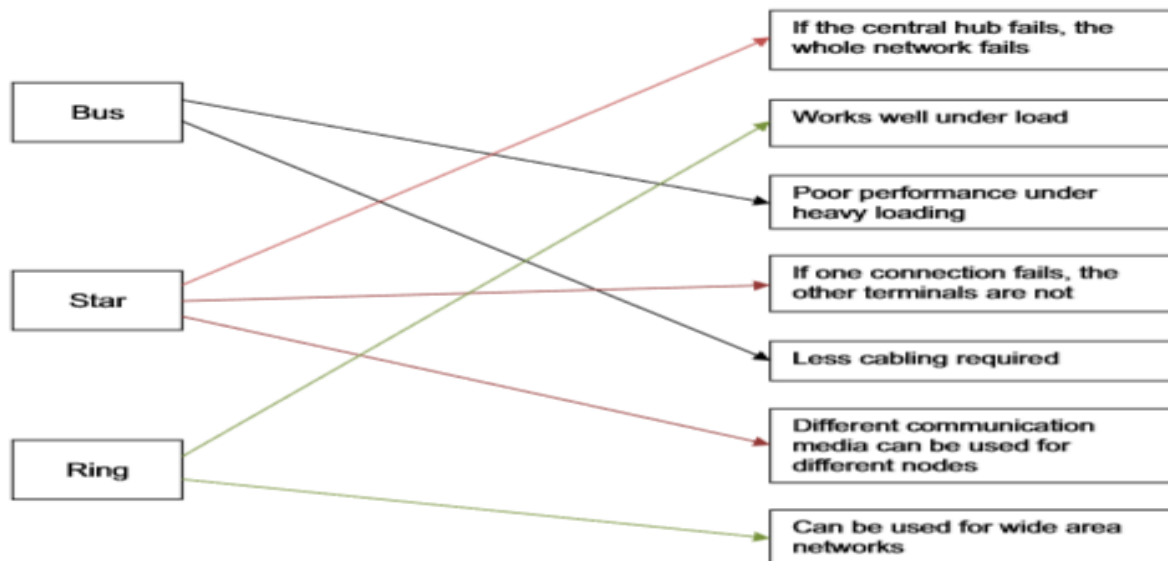 Bus
Star
Ring
If the central hub fails, the
whole network fails
Works well under load
Poor performance under
heavy loading
If one connection fails, the
other terminals are not
Less cabling required
Different communication
media can be used for
different nodes
Can be used for wide area
networks